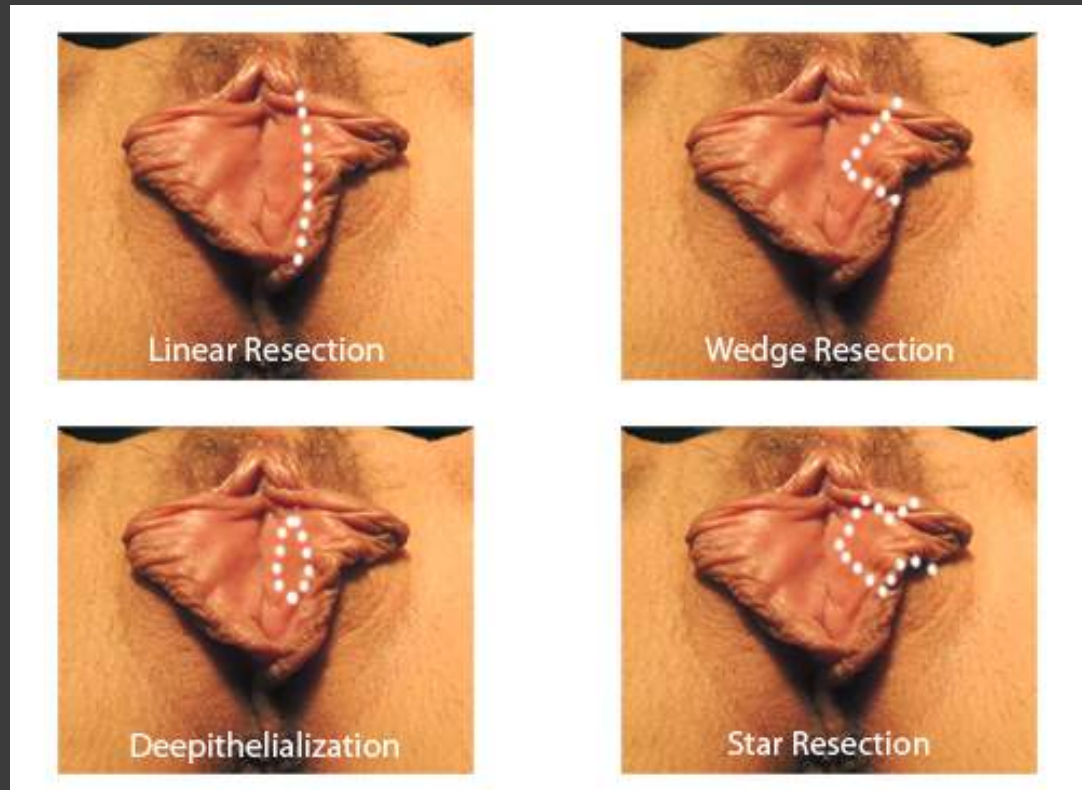 Linear Resection
Wedge Resection
Deepithelialization
Star Resection